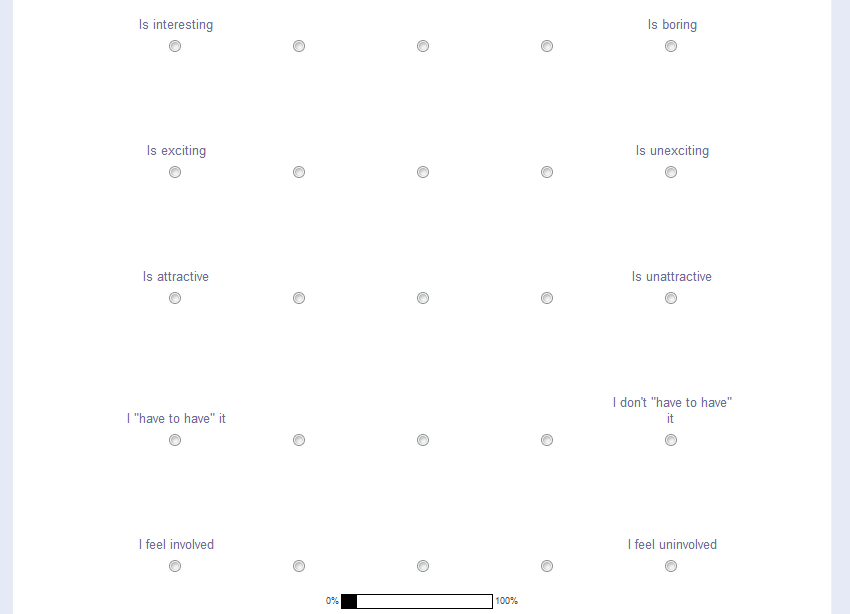 Is interesting Is boring
Is exciting Is unexciting
Is attractive Is unattractive
I "have to have" it I don't "have to have"
it
I feel involved I feel uninvolved
0% 100%